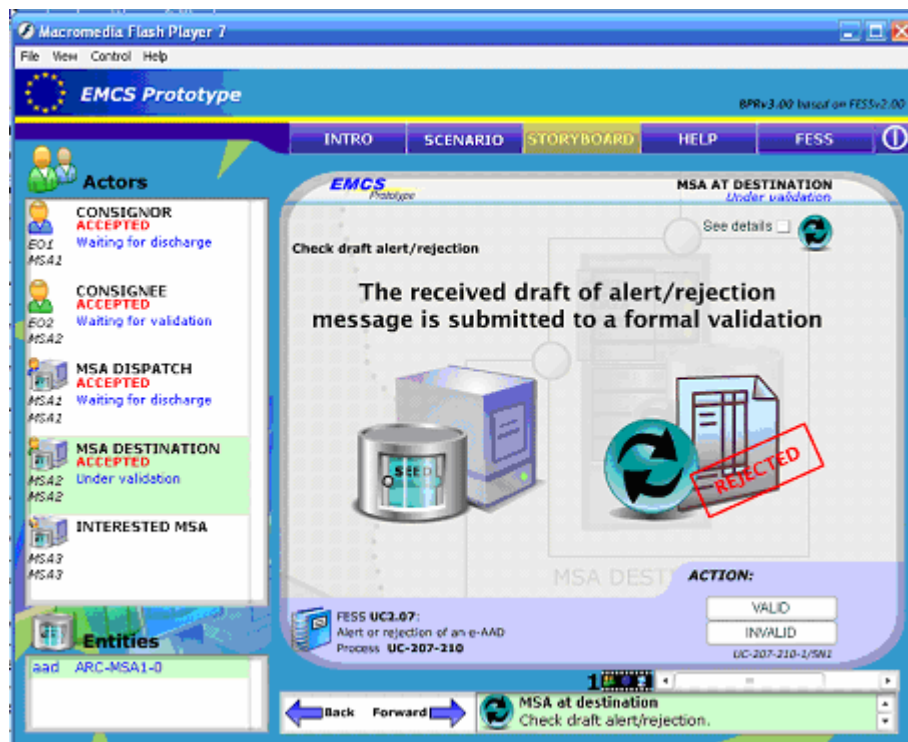 Macromedia Flash Player 7
File View Control Help
EMCS Prototype
BPRv3.00 based on FESSv2.00
INTRO SCENARIO STORYBOARD HELP FESS
Actors
CONSIGNOR
ACCEPTED
EO1 Waiting for discharge
MSA1
CONSIGNEE
ACCEPTED
EO2 Waiting for validation
MSA2
MSA DISPATCH
ACCEPTED
MSA1 Waiting for discharge
MSA1
MSA DESTINATION
ACCEPTED
MSA2 Under validation
MSA2
INTERESTED MSA
MSA3
MSA3
Entities
aad ARC-MSA1-0
EMCS
Prototype
MSA AT DESTINATION
Under validation
See details
Check draft alert/rejection
The received draft of alert/rejection
message is submitted to a formal validation
SEED
REJECTED
MSA DEST
ACTION:
VALID
INVALID
UC-207-210-1/SN1
FESS UC2.07:
Alert or rejection of an e-AAD
Process UC-207-210
1
Back Forward
MSA at destination
Check draft alert/rejection.